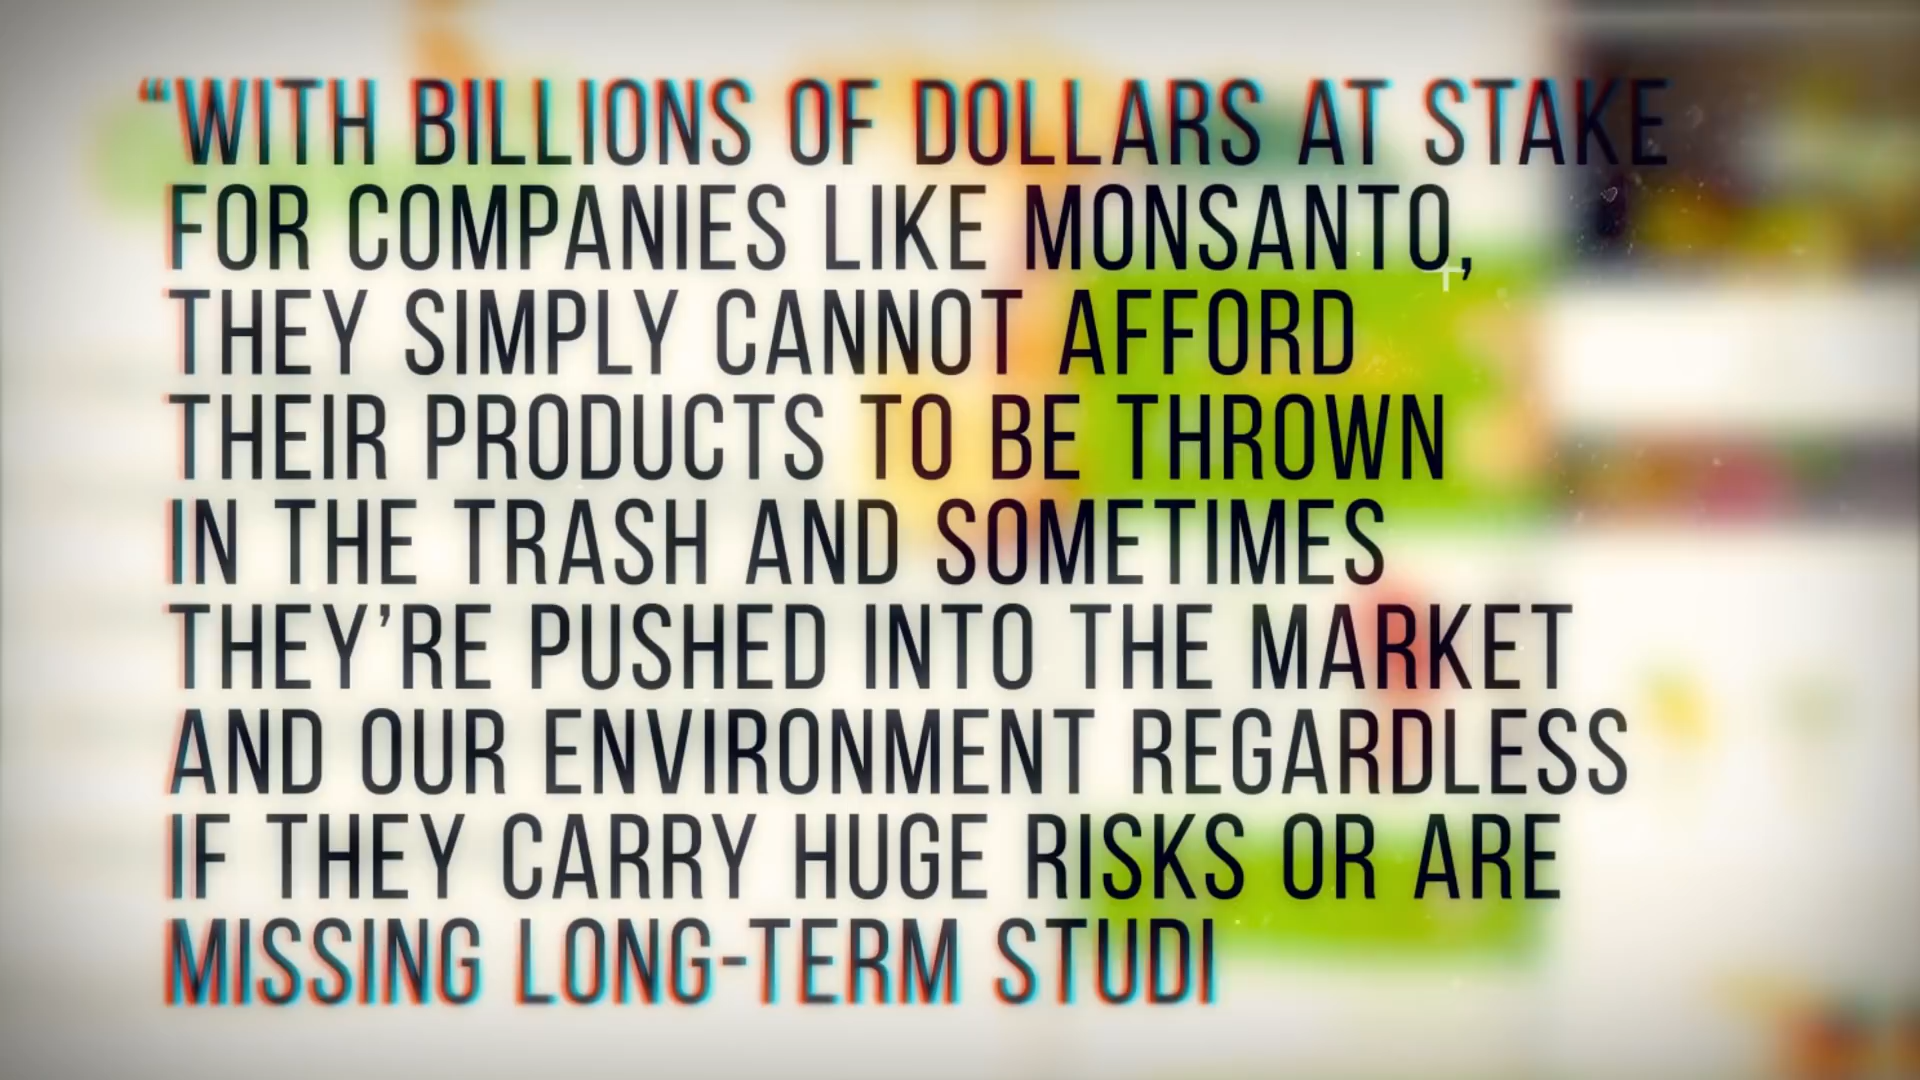 “WITH BILLIONS OF DOLLARS AT STAKE
FOR COMPANIES LIKE MONSANTO,
THEY SIMPLY CANNOT AFFORD
THEIR PRODUCTS TO BE THROWN
IN THE TRASH AND SOMETIMES
THEY’RE PUSHED INTO THE MARKET
AND OUR ENVIRONMENT REGARDLESS
IF THEY CARRY HUGE RISKS OR ARE
MISSING LONG-TERM STUDI